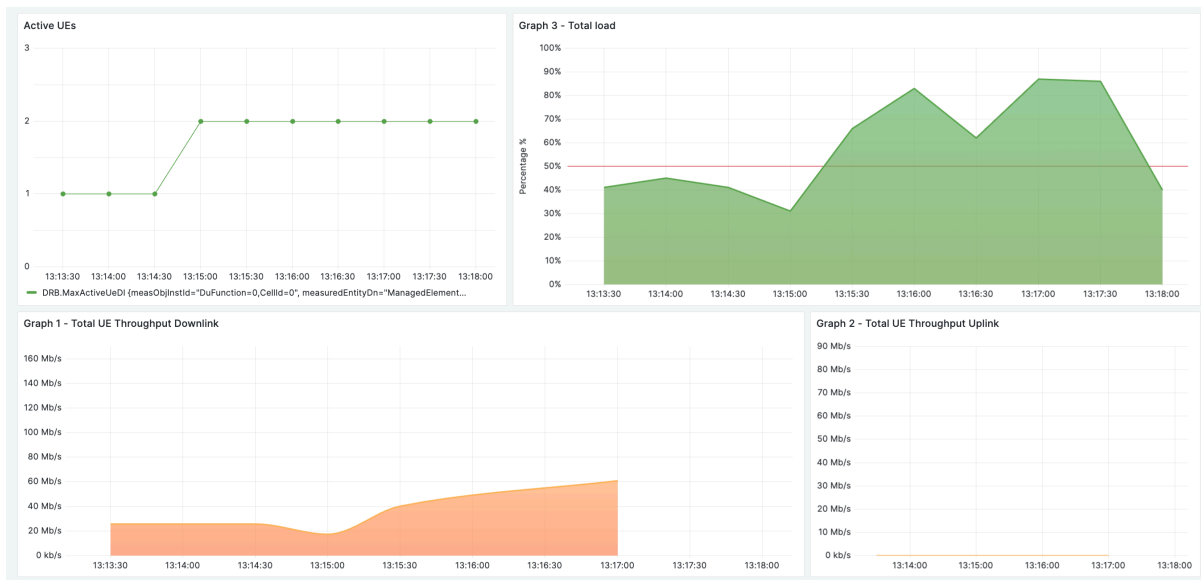 Active UEs
3
2
1
0
13:13:30 13:14:00 13:14:30 13:15:00 13:15:30 13:16:00 13:16:30 13:17:00 13:17:30 13:18:00
DRB.MaxActiveUeDl {measObjInstId="DuFunction=0,CellId=0", measuredEntityDn="ManagedElement...
Graph 3 - Total load
Percentage %
100%
90%
80%
70%
60%
50%
40%
30%
20%
10%
0%
13:13:30 13:14:00 13:14:30 13:15:00 13:15:30 13:16:00 13:16:30 13:17:00 13:17:30 13:18:00
Graph 1 - Total UE Throughput Downlink
160 Mb/s
140 Mb/s
120 Mb/s
100 Mb/s
80 Mb/s
60 Mb/s
40 Mb/s
20 Mb/s
0 kb/s
13:13:30 13:14:00 13:14:30 13:15:00 13:15:30 13:16:00 13:16:30 13:17:00 13:17:30 13:18:00
Graph 2 - Total UE Throughput Uplink
90 Mb/s
80 Mb/s
70 Mb/s
60 Mb/s
50 Mb/s
40 Mb/s
30 Mb/s
20 Mb/s
10 Mb/s
0 kb/s
13:14:00 13:15:00 13:16:00 13:17:00 13:18:00